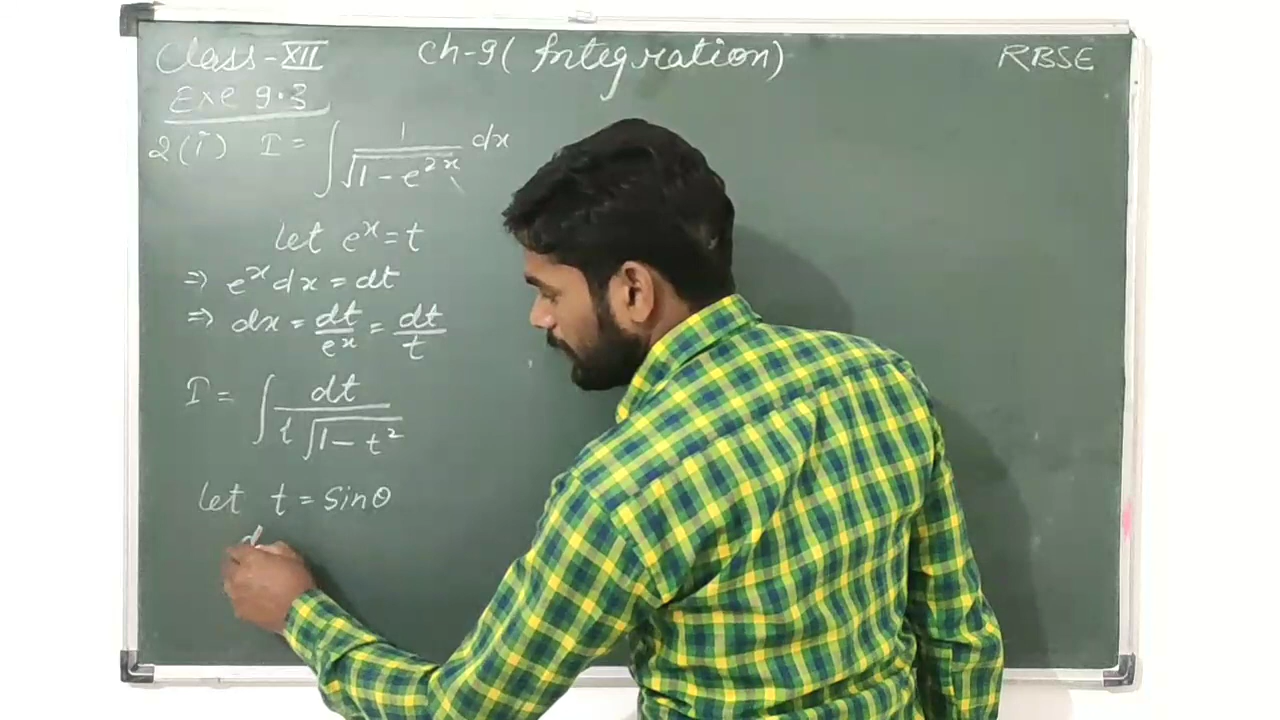 Class-XII Ch-9( Integration) RBSE
Exe 9.3
2(i) I = ∫ 1/√(1-e^{2x}) dx
Let e^x = t
⇒ e^x dx = dt
⇒ dx = dt/e^x = dt/t
I = ∫ dt/(t√(1-t²))
Let t = Sinθ
d